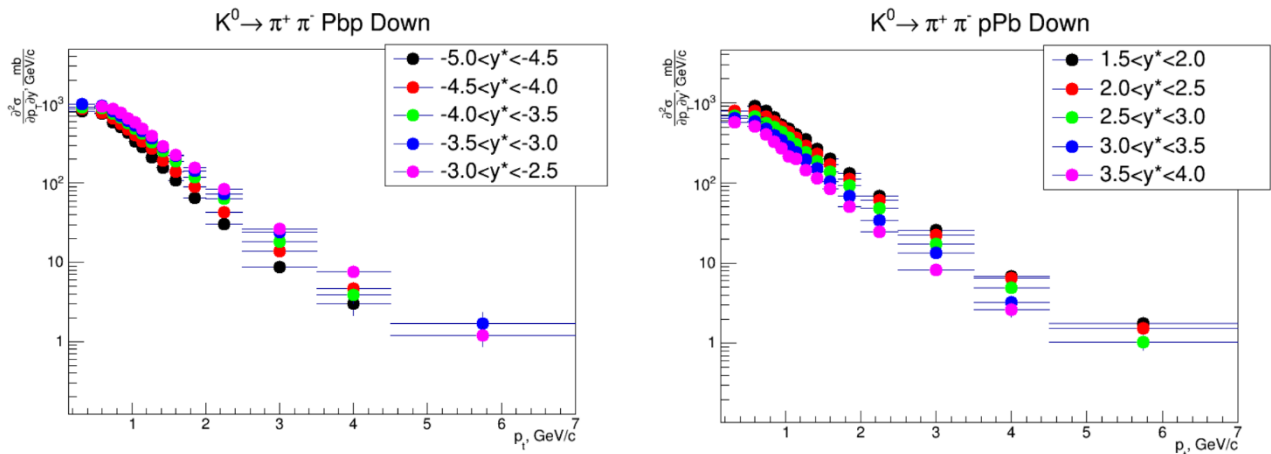 K⁰→ π⁺ π⁻ Pbp Down
∂²σ/∂p_T∂y, mb/GeV/c
-5.0<y*<-4.5
-4.5<y*<-4.0
-4.0<y*<-3.5
-3.5<y*<-3.0
-3.0<y*<-2.5
10³
10²
10
1
1 2 3 4 5 6 7
p_t, GeV/c
K⁰→ π⁺ π⁻ pPb Down
∂²σ/∂p_T∂y, mb/GeV/c
1.5<y*<2.0
2.0<y*<2.5
2.5<y*<3.0
3.0<y*<3.5
3.5<y*<4.0
10³
10²
10
1
1 2 3 4 5 6 7
p, GeV/c